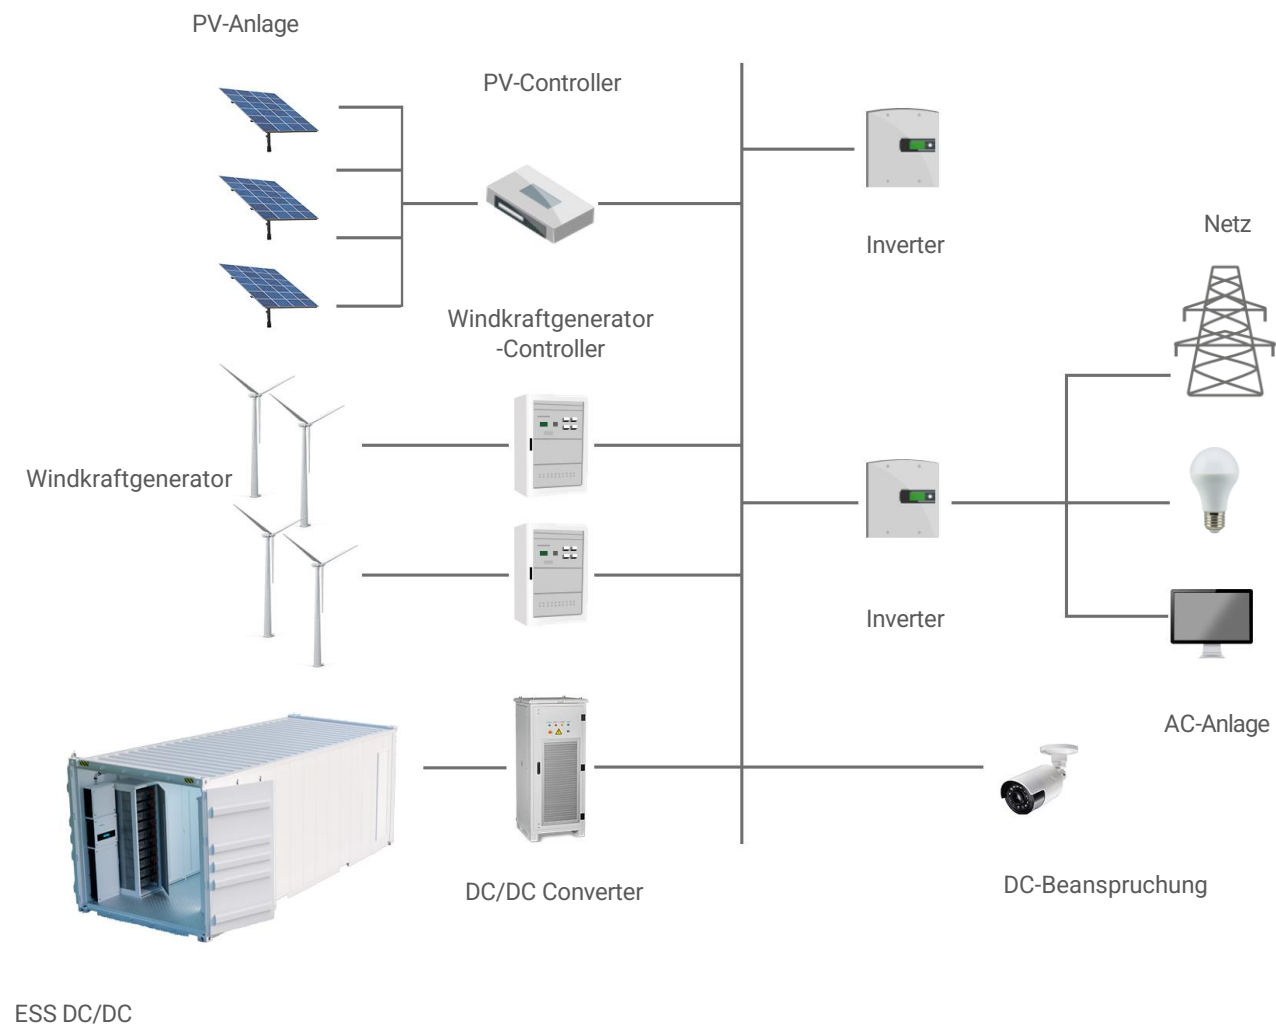 PV-Anlage
PV-Controller
Inverter
Netz
Windkraftgenerator
-Controller
Windkraftgenerator
Inverter
AC-Anlage
DC/DC Converter
DC-Beanspruchung
ESS DC/DC